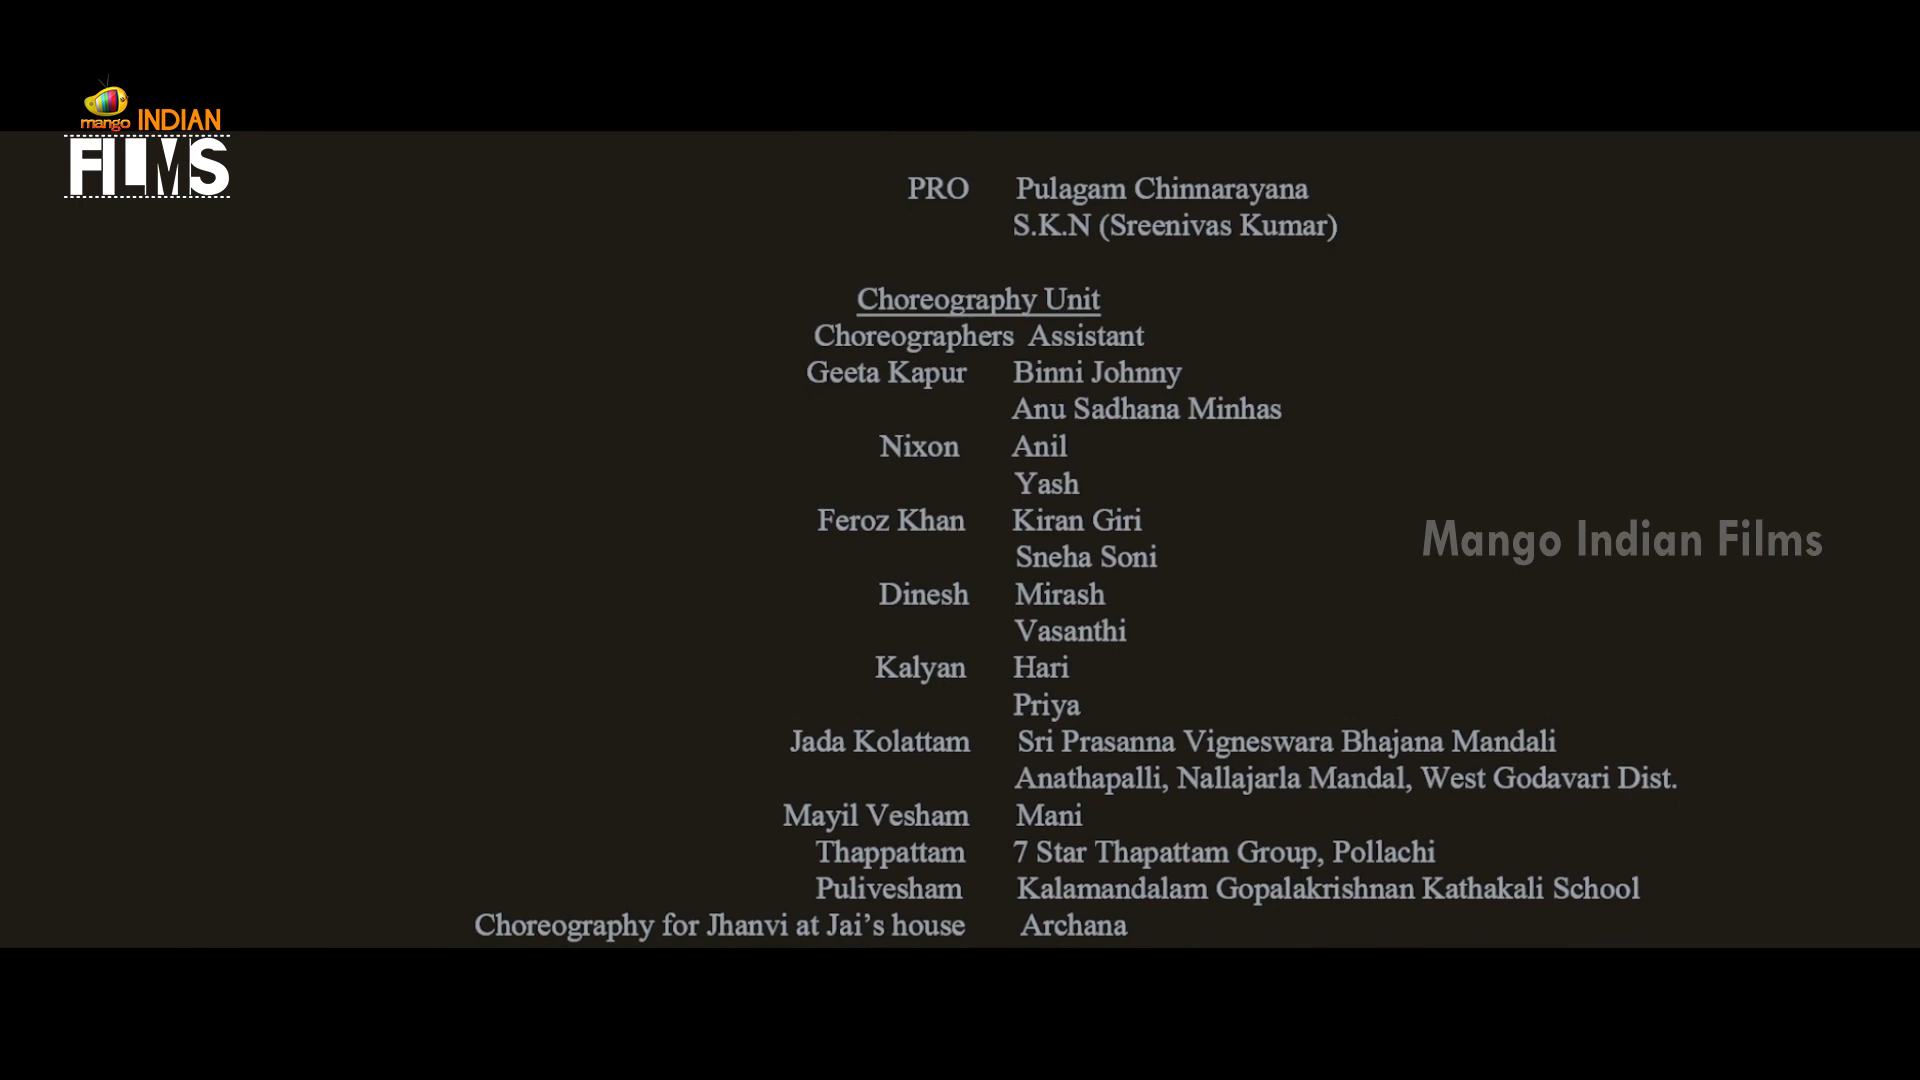 mango INDIAN
FILMS
PRO Pulagam Chinnarayana
S.K.N (Sreenivas Kumar)
Choreography Unit
Choreographers Assistant
Geeta Kapur Binni Johnny
Anu Sadhana Minhas
Nixon Anil
Yash
Feroz Khan Kiran Giri
Sneha Soni
Mango Indian Films
Dinesh Mirash
Vasanthi
Kalyan Hari
Priya
Jada Kolattam Sri Prasanna Vigneswara Bhajana Mandali
Anathapalli, Nallajarla Mandal, West Godavari Dist.
Mayil Vesham Mani
Thappattam 7 Star Thapattam Group, Pollachi
Pulivesham Kalamandalam Gopalakrishnan Kathakali School
Choreography for Jhanvi at Jai’s house Archana